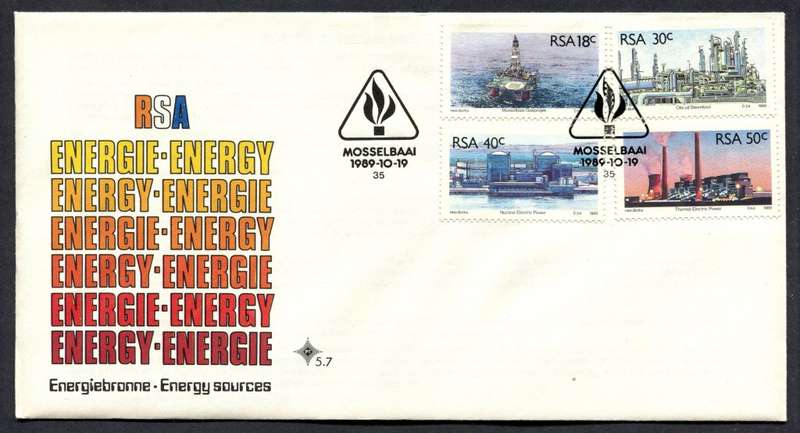 RSA
ENERGIE·ENERGY
ENERGY·ENERGIE
ENERGIE·ENERGY
ENERGY·ENERGIE
ENERGIE·ENERGY
ENERGY·ENERGIE
Energiebronne · Energy sources
5.7
MOSSELBAAI
1989·10·19
35
RSA 18c
RSA 30c
MOSSELBAAI
1989·10·19
35
RSA 40c
Nuclear Electric Power
1989
RSA 50c
Thermal Electric Power
1989